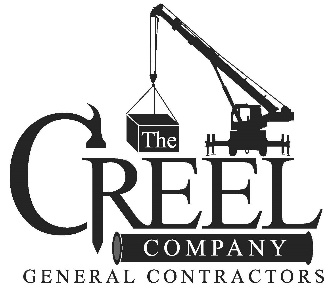 The
CREEL
COMPANY
GENERAL CONTRACTORS